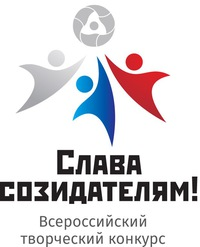 Слава
созидателям!
Всероссийский
творческий конкурс